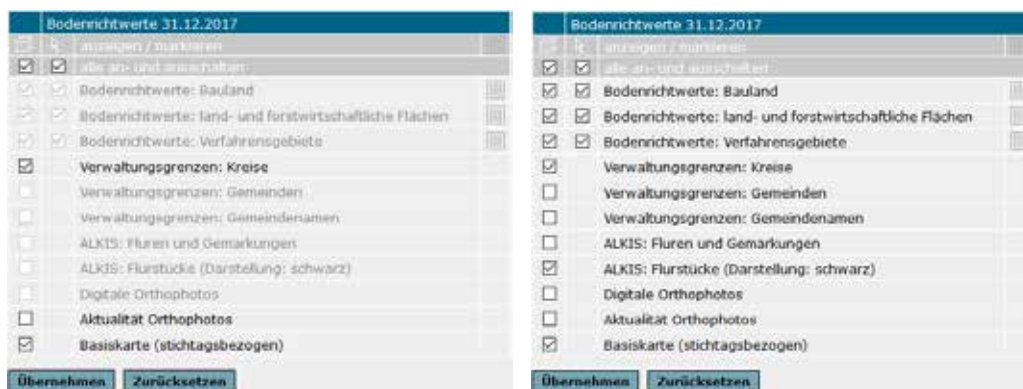 Bodenrichtwerte 31.12.2017
anzeigen / markieren
alle an- und ausschalten
Bodenrichtwerte: Bauland
Bodenrichtwerte: land- und forstwirtschaftliche Flächen
Bodenrichtwerte: Verfahrensgebiete
Verwaltungsgrenzen: Kreise
Verwaltungsgrenzen: Gemeinden
Verwaltungsgrenzen: Gemeindenamen
ALKIS: Fluren und Gemarkungen
ALKIS: Flurstücke (Darstellung: schwarz)
Digitale Orthophotos
Aktualität Orthophotos
Basiskarte (stichtagsbezogen)
Übernehmen Zurücksetzen
Bodenrichtwerte 31.12.2017
anzeigen / markieren
alle an- und ausschalten
Bodenrichtwerte: Bauland
Bodenrichtwerte: land- und forstwirtschaftliche Flächen
Bodenrichtwerte: Verfahrensgebiete
Verwaltungsgrenzen: Kreise
Verwaltungsgrenzen: Gemeinden
Verwaltungsgrenzen: Gemeindenamen
ALKIS: Fluren und Gemarkungen
ALKIS: Flurstücke (Darstellung: schwarz)
Digitale Orthophotos
Aktualität Orthophotos
Basiskarte (stichtagsbezogen)
Übernehmen Zurücksetzen